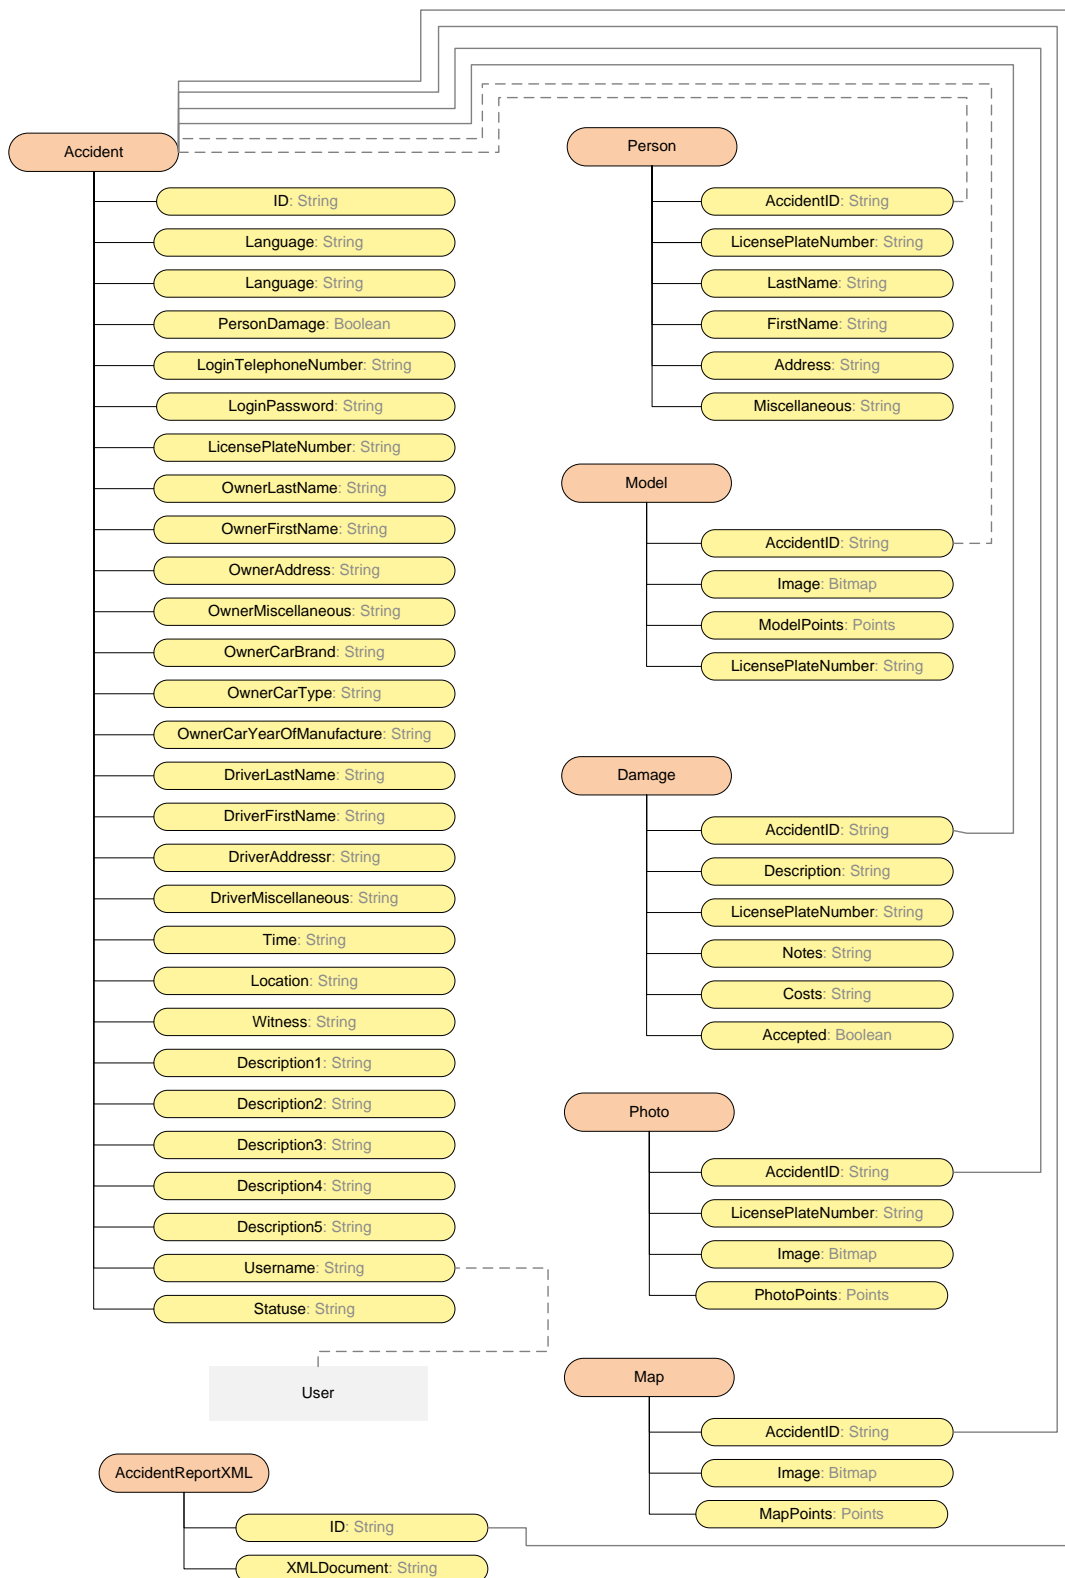 Accident
ID: String
Language: String
Language: String
PersonDamage: Boolean
LoginTelephoneNumber: String
LoginPassword: String
LicensePlateNumber: String
OwnerLastName: String
OwnerFirstName: String
OwnerAddress: String
OwnerMiscellaneous: String
OwnerCarBrand: String
OwnerCarType: String
OwnerCarYearOfManufacture: String
DriverLastName: String
DriverFirstName: String
DriverAddressr: String
DriverMiscellaneous: String
Time: String
Location: String
Witness: String
Description1: String
Description2: String
Description3: String
Description4: String
Description5: String
Username: String
Statuse: String
User
AccidentReportXML
ID: String
XMLDocument: String
Person
AccidentID: String
LicensePlateNumber: String
LastName: String
FirstName: String
Address: String
Miscellaneous: String
Model
AccidentID: String
Image: Bitmap
ModelPoints: Points
LicensePlateNumber: String
Damage
AccidentID: String
Description: String
LicensePlateNumber: String
Notes: String
Costs: String
Accepted: Boolean
Photo
AccidentID: String
LicensePlateNumber: String
Image: Bitmap
PhotoPoints: Points
Map
AccidentID: String
Image: Bitmap
MapPoints: Points